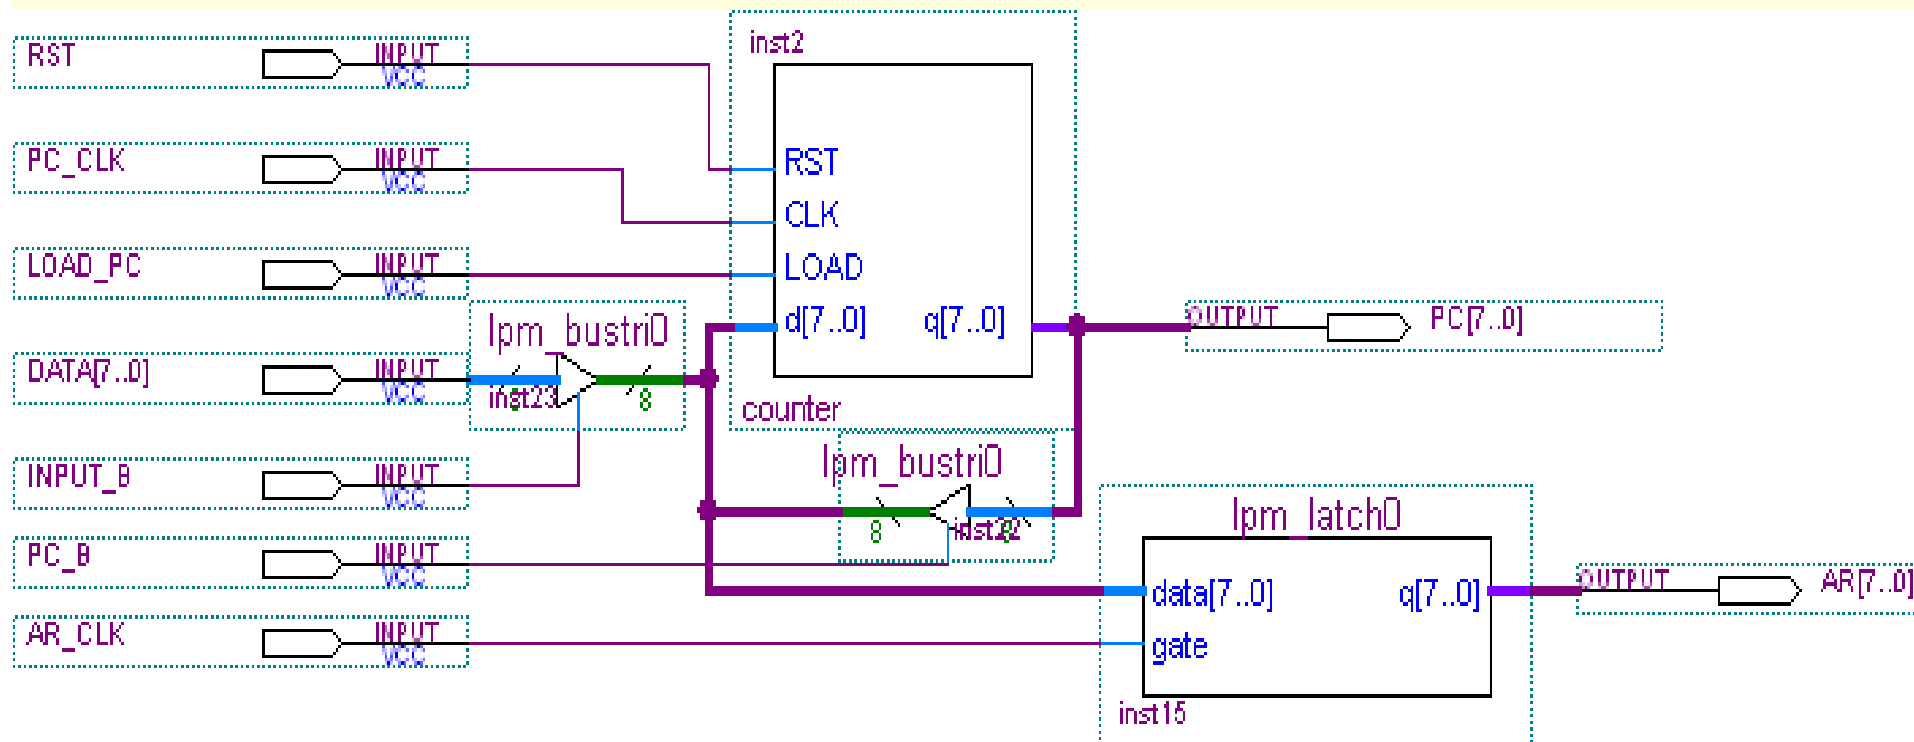 RST INPUT VCC
PC_CLK INPUT VCC
LOAD_PC INPUT VCC
DATA[7..0] INPUT VCC
INPUT_B INPUT VCC
PC_B INPUT VCC
AR_CLK INPUT VCC
inst2
RST
CLK
LOAD
d[7..0] q[7..0]
counter
lpm_bustri0
inst23
8
8
lpm_bustri0
8
8
inst22
OUTPUT PC[7..0]
lpm_latch0
data[7..0] q[7..0]
gate
inst15
OUTPUT AR[7..0]